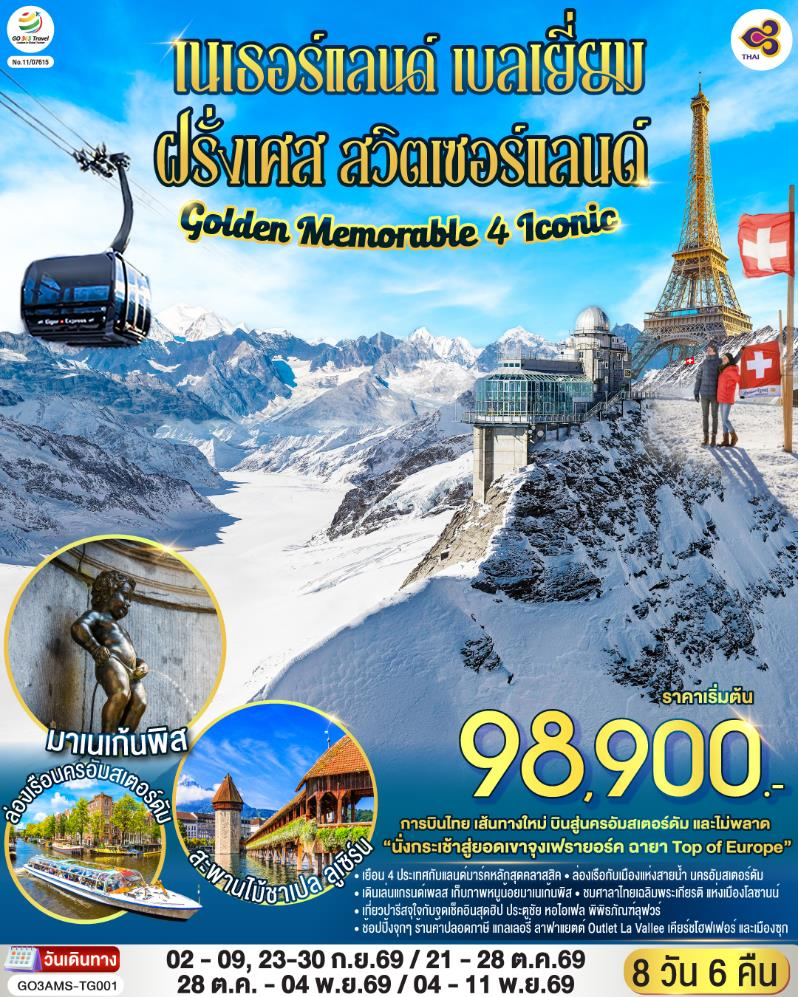 GO 365 Travel
No.11/07615
THAI
เนเธอร์แลนด์ เบลเยี่ยม
ฝรั่งเศส สวิตเซอร์แลนด์
Golden Memorable 4 Iconic
Eiger Express
มาเนเก้นพิส
ล่องเรือนครอัมสเตอร์ดัม
สะพานไม้ชาเปล ลูเซิร์น
ราคาเริ่มต้น
98,900.-
การบินไทย เส้นทางใหม่ บินสู่นครอัมสเตอร์ดัม และไม่พลาด
“นั่งกระเช้าสู่ยอดเขาจุงเฟรายอร์ค ฉายา Top of Europe”
• เยือน 4 ประเทศกับแลนด์มาร์คหลักสุดคลาสสิค • ล่องเรือกับเมืองแห่งสายน้ำ นครอัมสเตอร์ดัม
• เดินเล่นแกรนด์เพลส เก็บภาพหนูน้อยมาเนเก้นพิส • ชมศาลาไทยเฉลิมพระเกียรติ แห่งเมืองโลซานน์
• เที่ยวปารีสจุใจกับจุดเช็คอินสุดฮิป ประตูชัย หอไอเฟล พิพิธภัณฑ์ลุฟวร์
• ช้อปปิ้งจุกๆ ร้านค้าปลอดภาษี แกลเลอรี่ ลาฟาแยตต์ Outlet La Vallee เคียร์ชโฮฟเฟอร์ และเมืองซุก
วันเดินทาง
GO3AMS-TG001
02 - 09, 23-30 ก.ย.69 / 21 - 28 ต.ค.69
28 ต.ค. - 04 พ.ย.69 / 04 - 11 พ.ย.69
8 วัน 6 คืน